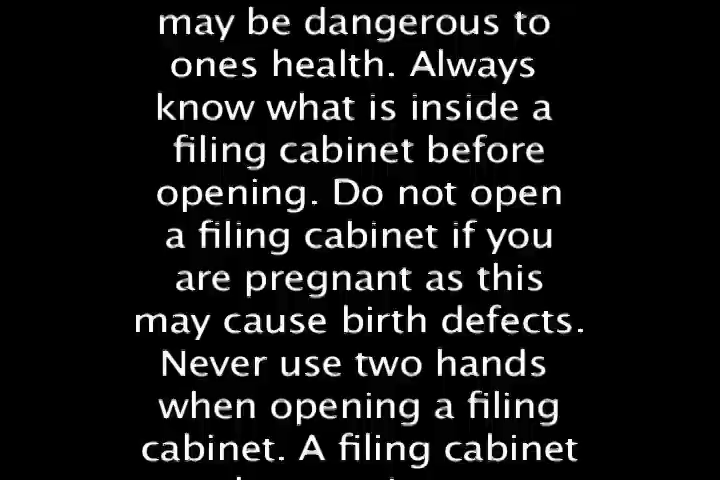 may be dangerous to
ones health. Always
know what is inside a
filing cabinet before
opening. Do not open
a filing cabinet if you
are pregnant as this
may cause birth defects.
Never use two hands
when opening a filing
cabinet. A filing cabinet